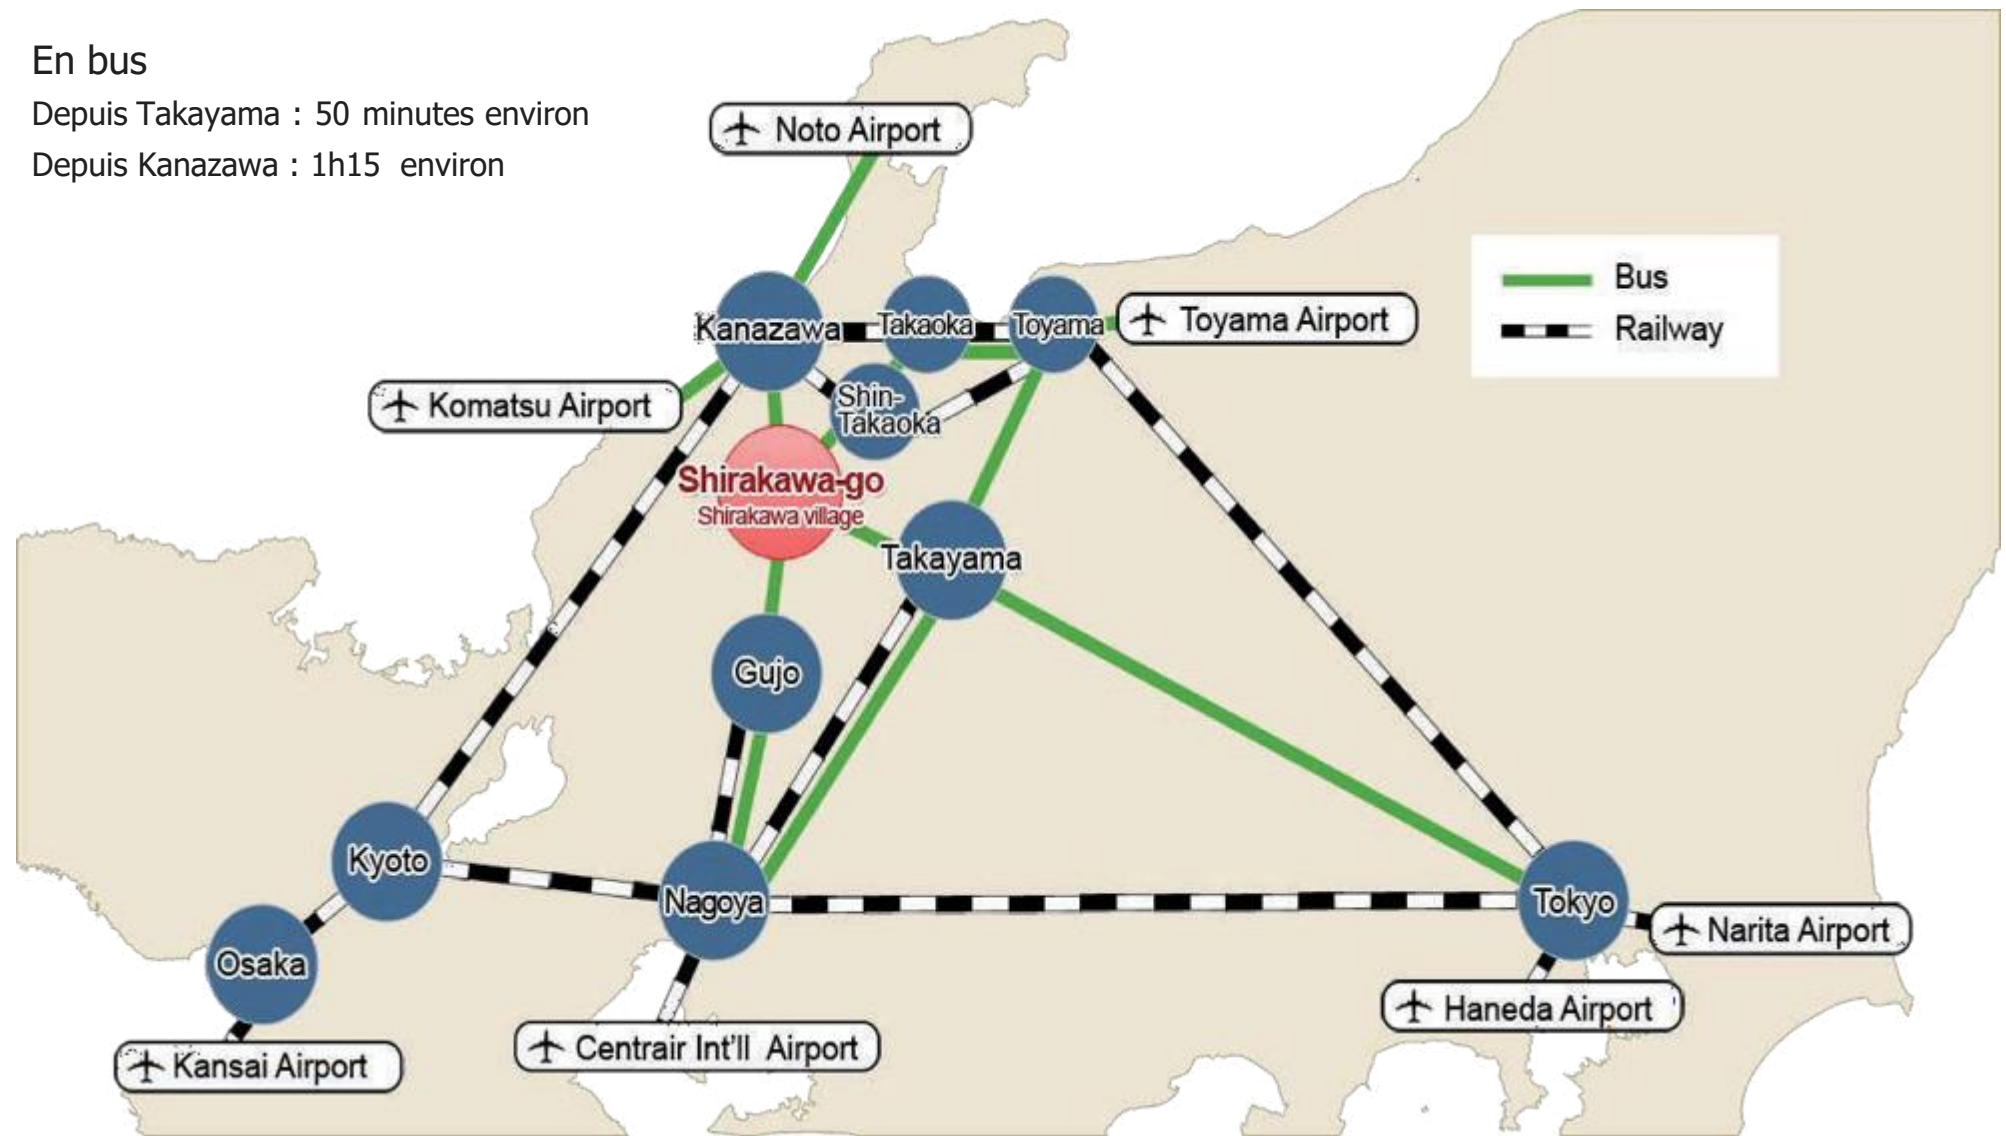 En bus
Depuis Takayama : 50 minutes environ
Depuis Kanazawa : 1h15 environ
Noto Airport
Bus
Railway
Kanazawa
Takaoka
Toyama
Toyama Airport
Komatsu Airport
Shin-
Takaoka
Shirakawa-go
Shirakawa village
Takayama
Gujo
Kyoto
Nagoya
Tokyo
Narita Airport
Osaka
Haneda Airport
Centrair Int'll Airport
Kansai Airport